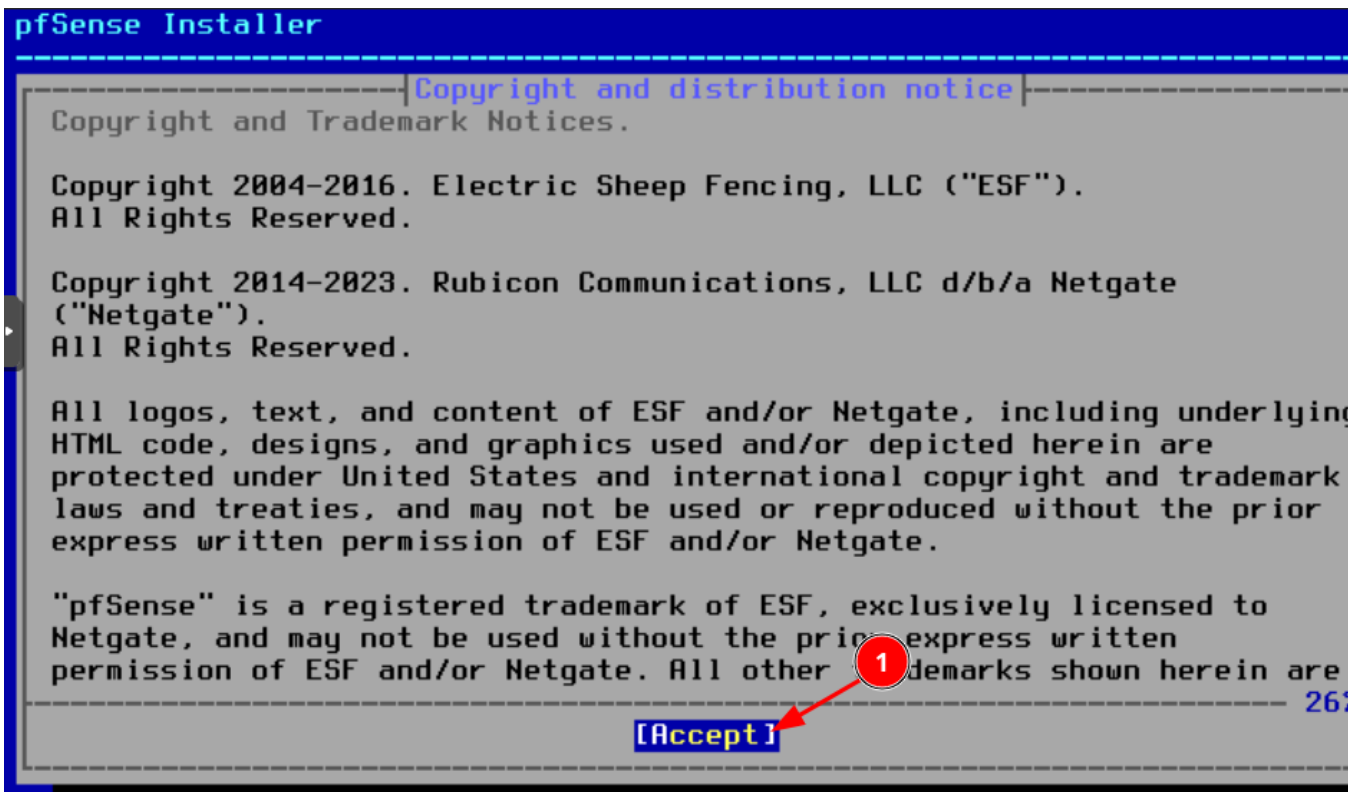 pfSense Installer
Copyright and distribution notice
Copyright and Trademark Notices.
Copyright 2004-2016. Electric Sheep Fencing, LLC ("ESF").
All Rights Reserved.
Copyright 2014-2023. Rubicon Communications, LLC d/b/a Netgate
("Netgate").
All Rights Reserved.
All logos, text, and content of ESF and/or Netgate, including underlying
HTML code, designs, and graphics used and/or depicted herein are
protected under United States and international copyright and trademark
laws and treaties, and may not be used or reproduced without the prior
express written permission of ESF and/or Netgate.
"pfSense" is a registered trademark of ESF, exclusively licensed to
Netgate, and may not be used without the prior express written
permission of ESF and/or Netgate. All other demarks shown herein are
1
26%
[Accept]